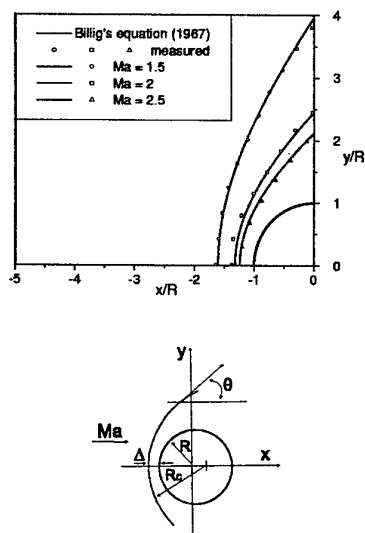 Billig's equation (1967)
measured
Ma = 1.5
Ma = 2
Ma = 2.5
4
3
2
y/R
1
0
-5 -4 -3 -2 -1 0
x/R
y
θ
Ma
Δ
R
Rc
x